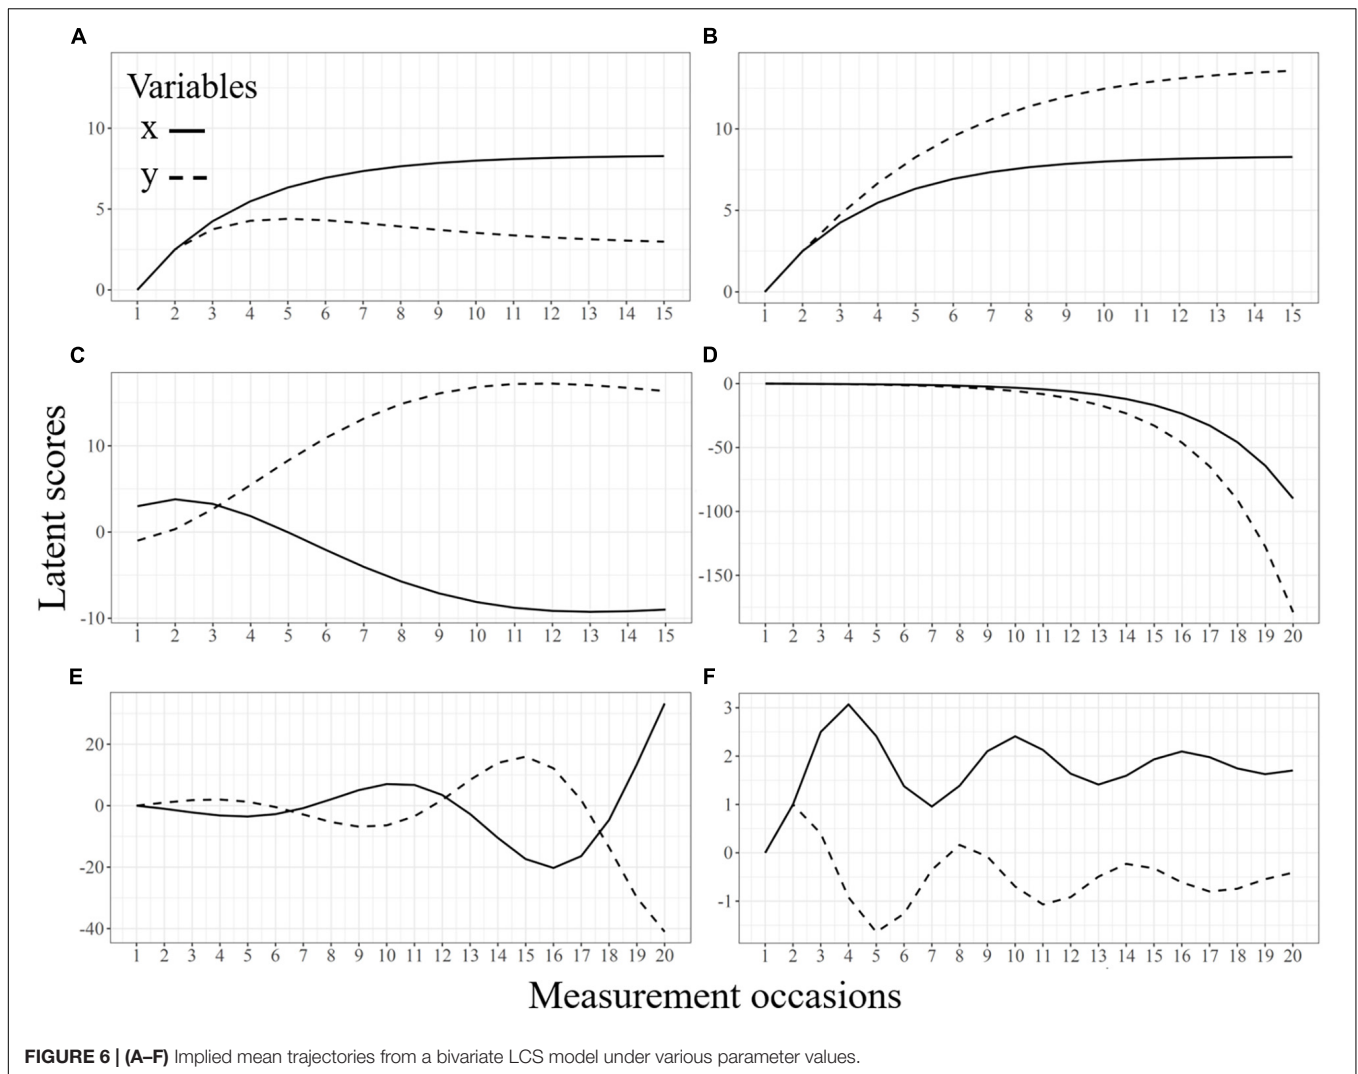 A
Variables
x
y
10
5
0
1 2 3 4 5 6 7 8 9 10 11 12 13 14 15
B
10
5
0
1 2 3 4 5 6 7 8 9 10 11 12 13 14 15
Latent scores
C
10
0
-10
1 2 3 4 5 6 7 8 9 10 11 12 13 14 15
D
0
-50
-100
-150
1 2 3 4 5 6 7 8 9 10 11 12 13 14 15 16 17 18 19 20
E
20
0
-20
-40
1 2 3 4 5 6 7 8 9 10 11 12 13 14 15 16 17 18 19 20
F
3
2
1
0
-1
1 2 3 4 5 6 7 8 9 10 11 12 13 14 15 16 17 18 19 20
Measurement occasions
FIGURE 6 | (A–F) Implied mean trajectories from a bivariate LCS model under various parameter values.